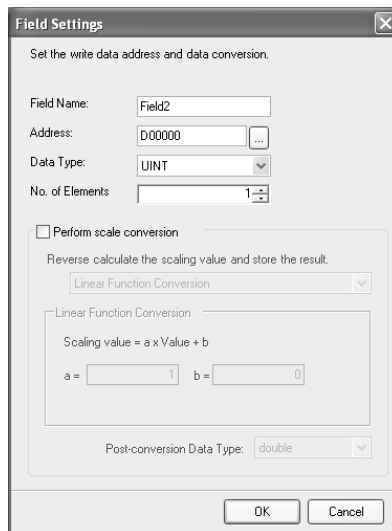 Field Settings
Set the write data address and data conversion.
Field Name: Field2
Address: D00000 ...
Data Type: UINT
No. of Elements 1
Perform scale conversion
Reverse calculate the scaling value and store the result.
Linear Function Conversion
Linear Function Conversion
Scaling value = a x Value + b
a = 1 b = 0
Post-conversion Data Type: double
OK Cancel